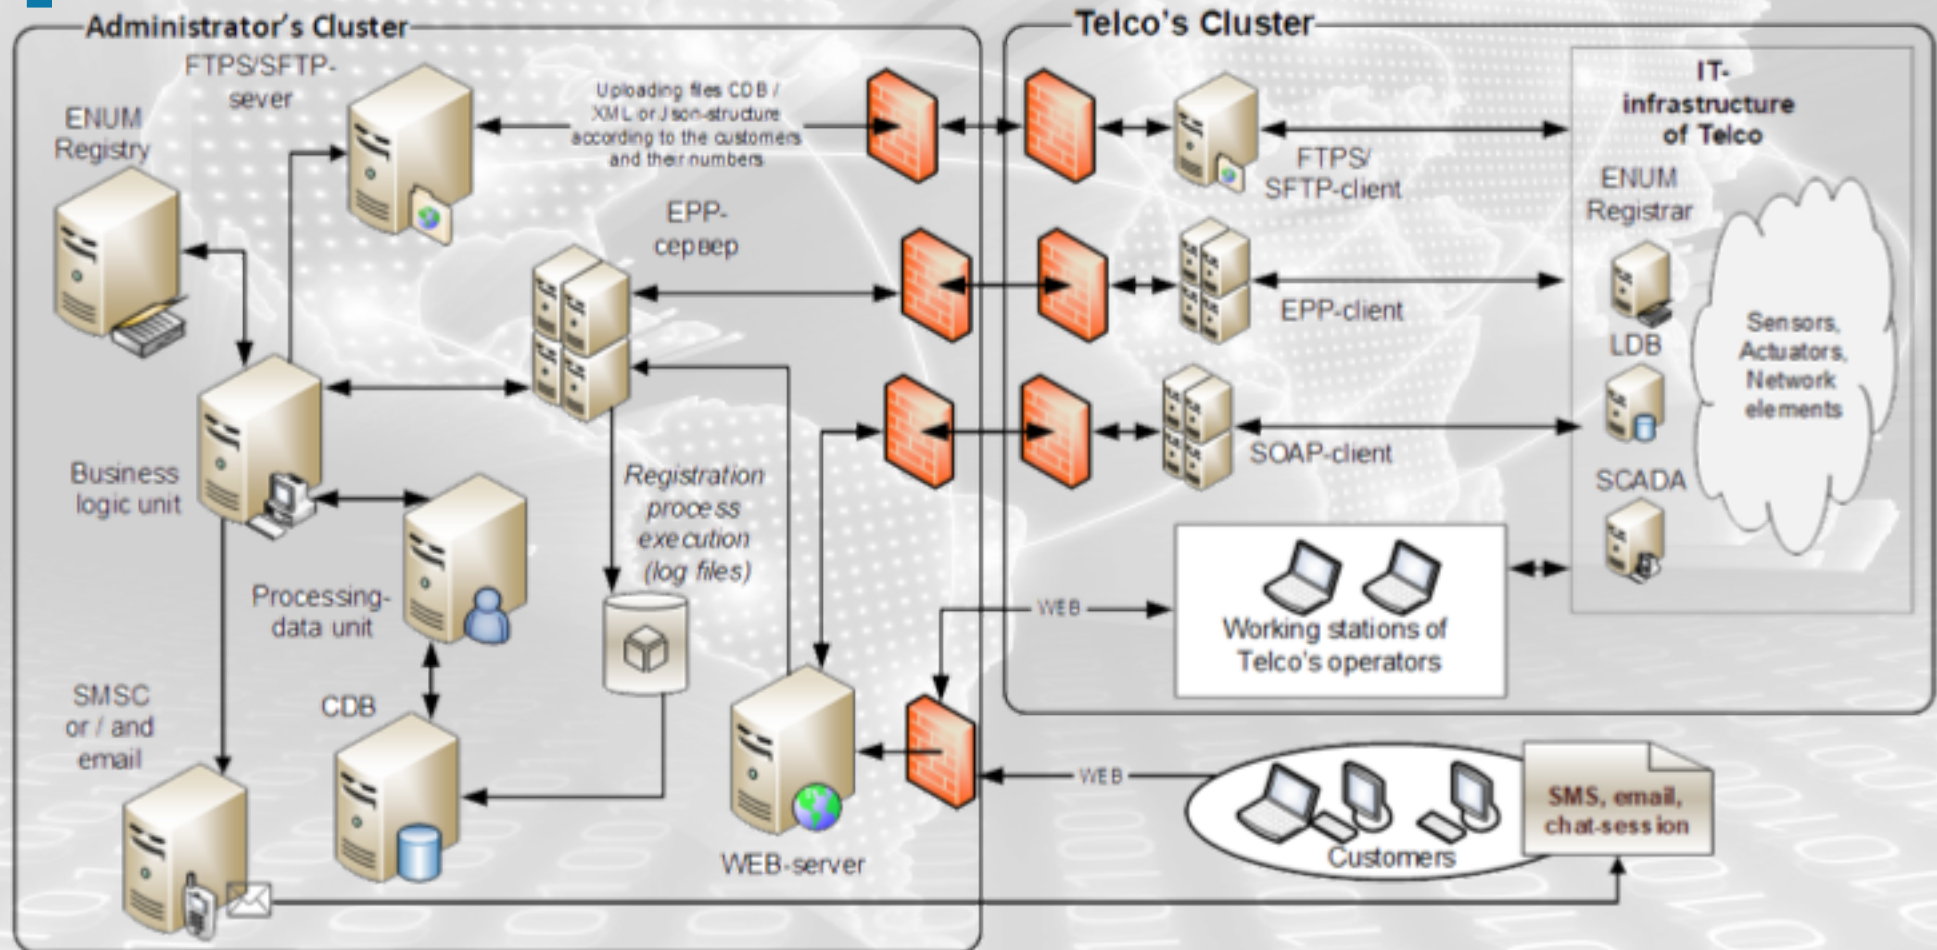 Administrator's Cluster
Telco's Cluster
FTPS/SFTP-
sever
ENUM
Registry
Uploading files CDB /
XML or Json-structure
according to the customers
and their numbers
EPP-
сервер
Business
logic unit
Processing-
data unit
Registration
process
execution
(log files)
SMSC
or / and
email
CDB
WEB-server
FTPS/
SFTP-client
EPP-client
SOAP-client
IT-
infrastructure
of Telco
ENUM
Registrar
LDB
SCADA
Sensors,
Actuators,
Network
elements
WEB
Working stations of
Telco's operators
WEB
Customers
SMS, email,
chat-session